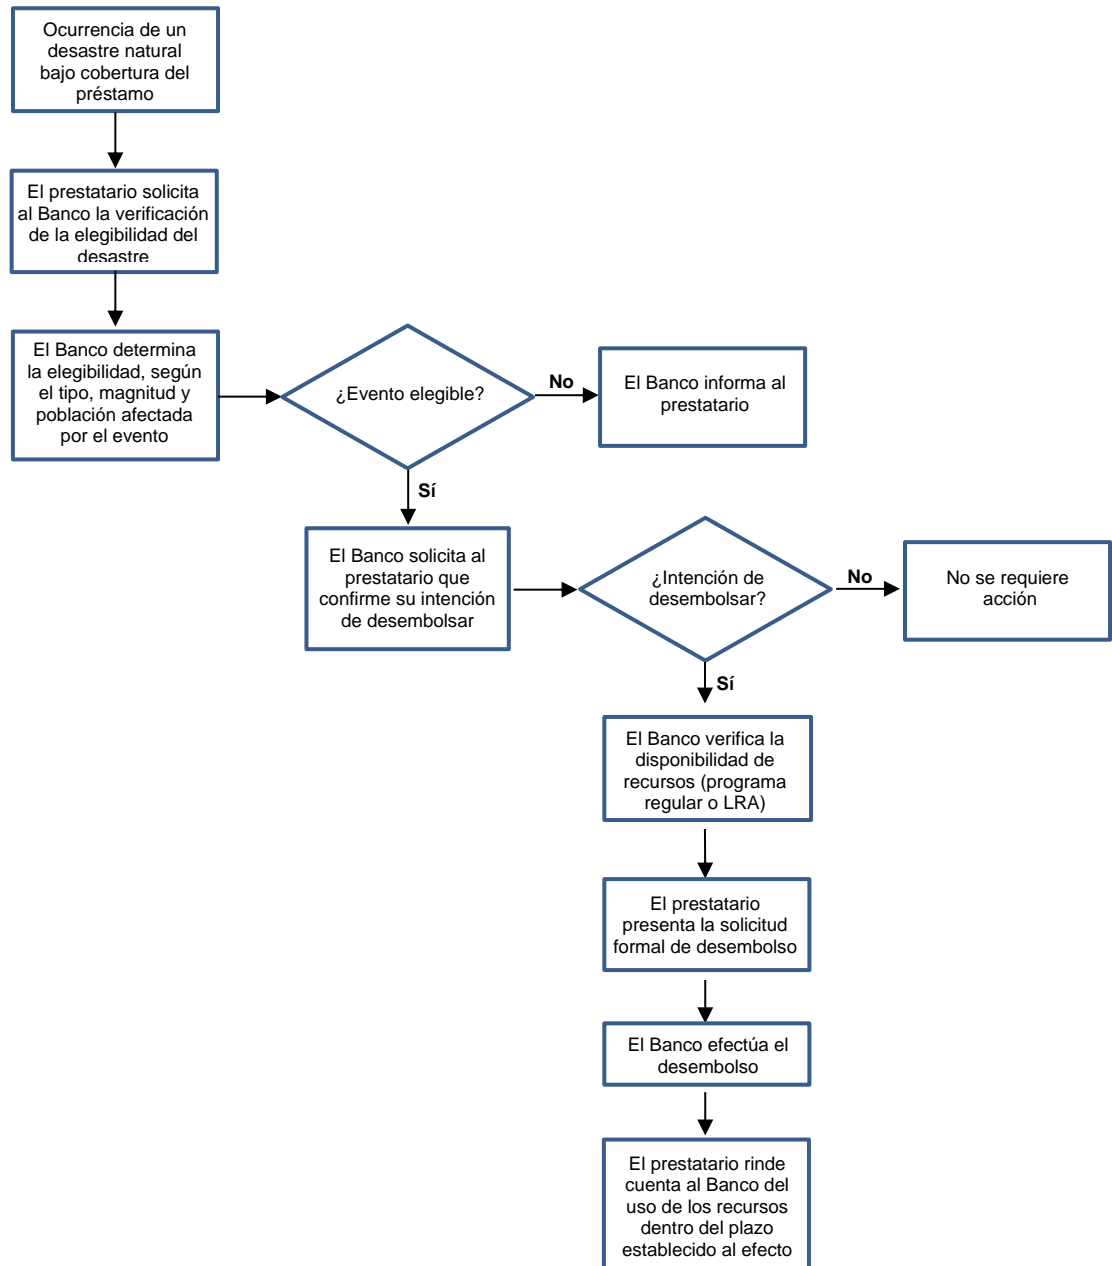 Ocurrencia de un
desastre natural
bajo cobertura del
préstamo
El prestatario solicita
al Banco la verificación
de la elegibilidad del
desastre
El Banco determina
la elegibilidad, según
el tipo, magnitud y
población afectada
por el evento
¿Evento elegible?
No
El Banco informa al
prestatario
Sí
El Banco solicita al
prestatario que
confirme su intención
de desembolsar
¿Intención de
desembolsar?
No
No se requiere
acción
Sí
El Banco verifica la
disponibilidad de
recursos (programa
regular o LRA)
El prestatario
presenta la solicitud
formal de desembolso
El Banco efectúa el
desembolso
El prestatario rinde
cuenta al Banco del
uso de los recursos
dentro del plazo
establecido al efecto